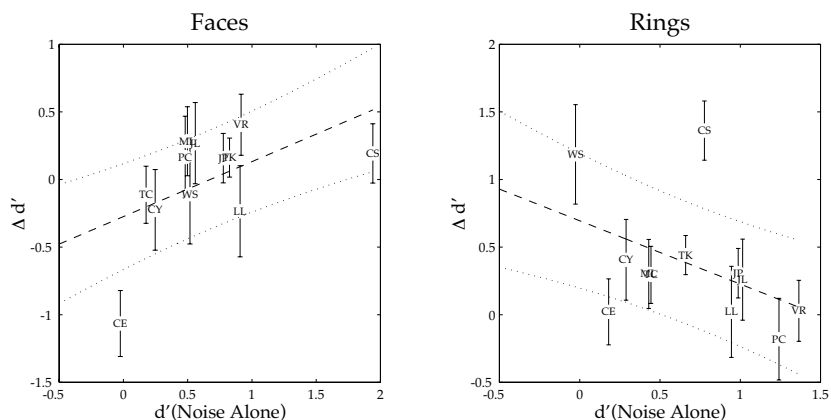 Faces
1
0.5
0
-0.5
-1
-1.5
Δ d'
-0.5 0 0.5 1 1.5 2
d'(Noise Alone)
CE
TC
CY
ML
PC
WS
JP
TK
VR
LL
CS
Rings
2
1.5
1
0.5
0
-0.5
Δ d'
-0.5 0 0.5 1 1.5
d'(Noise Alone)
WS
CS
CY
CE
ML
TK
JP
JL
LL
PC
VR